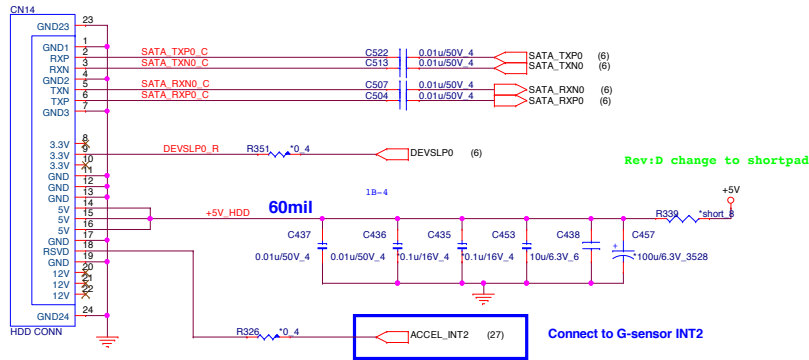 CN14
GND23 23
GND1 1
RXP 2 SATA_TXP0_C C522 0.01u/50V_4 SATA_TXP0 (6)
RXN 3 SATA_TXN0_C C513 0.01u/50V_4 SATA_TXN0 (6)
GND2 4
TXN 5 SATA_RXN0_C C507 0.01u/50V_4 SATA_RXN0 (6)
TXP 6 SATA_RXP0_C C504 0.01u/50V_4 SATA_RXP0 (6)
GND3 7
3.3V 8
3.3V 9 DEVSLP0_R R351 *0_4 DEVSLP0 (6)
3.3V 10
Rev:D change to shortpad
GND 11
GND 12
GND 13
1B-4
+5V
5V 14
5V 15 +5V_HDD 60mil R339 *short_8
5V 16
GND 17
C437 C436 C435 C453 C438 C457
RSVD 18
0.01u/50V_4 0.01u/50V_4 *0.1u/16V_4 *0.1u/16V_4 10u/6.3V_6 *100u/6.3V_3528
+
GND 19
12V 20
12V 21
12V 22
GND24 24
HDD CONN
R326 *0_4 ACCEL_INT2 (27) Connect to G-sensor INT2